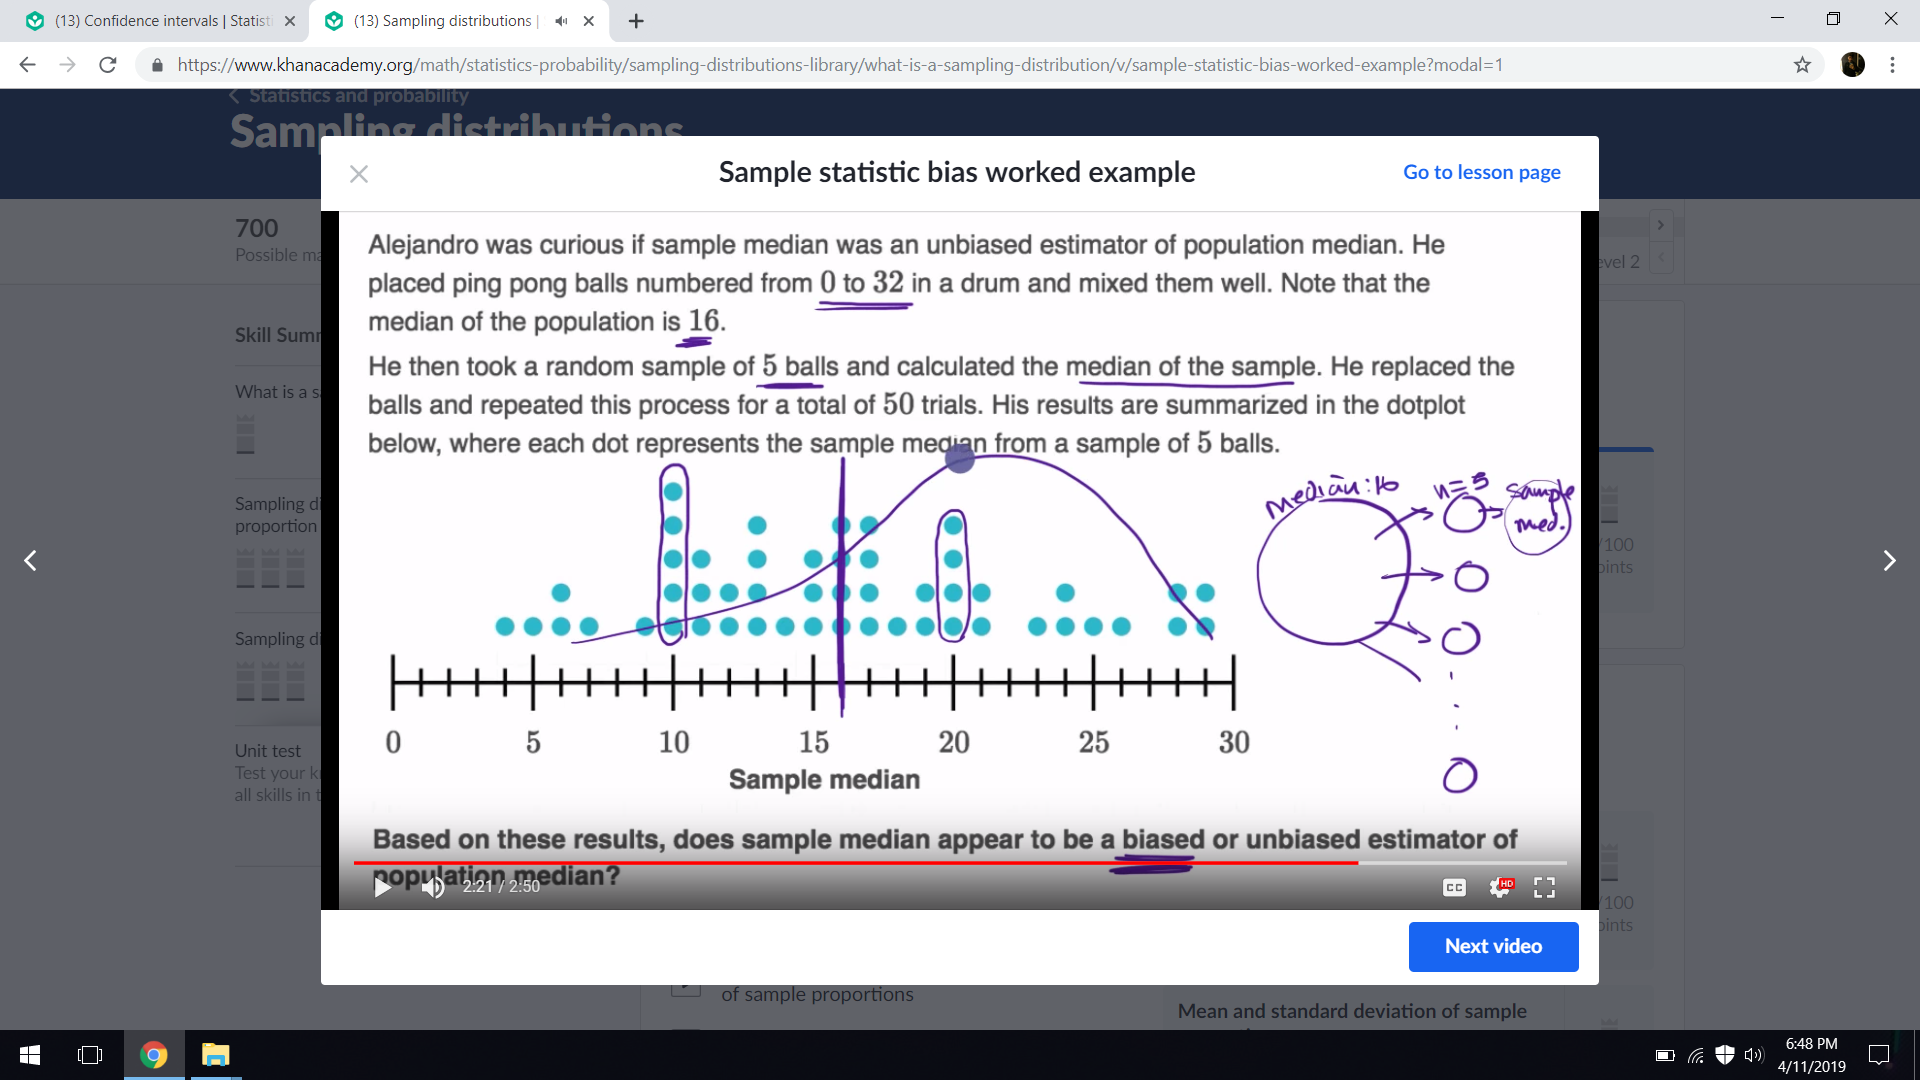 (13) Confidence intervals | Statist
(13) Sampling distributions |
https://www.khanacademy.org/math/statistics-probability/sampling-distributions-library/what-is-a-sampling-distribution/v/sample-statistic-bias-worked-example?modal=1
Statistics and probability
Sampling distributions
700
Possible ma
evel 2
Skill Summ
What is a s
Sampling di
proportion
Sampling di
Unit test
Test your k
all skills in t
Sample statistic bias worked example
Go to lesson page
Alejandro was curious if sample median was an unbiased estimator of population median. He
placed ping pong balls numbered from 0 to 32 in a drum and mixed them well. Note that the
median of the population is 16.
He then took a random sample of 5 balls and calculated the median of the sample. He replaced the
balls and repeated this process for a total of 50 trials. His results are summarized in the dotplot
below, where each dot represents the sample median from a sample of 5 balls.
median: 16
n=5
sample
med.
0 5 10 15 20 25 30
Sample median
Based on these results, does sample median appear to be a biased or unbiased estimator of
population median?
2:21 / 2:50
CC
HD
/100
oints
/100
oints
Next video
of sample proportions
Mean and standard deviation of sample
6:48 PM
4/11/2019